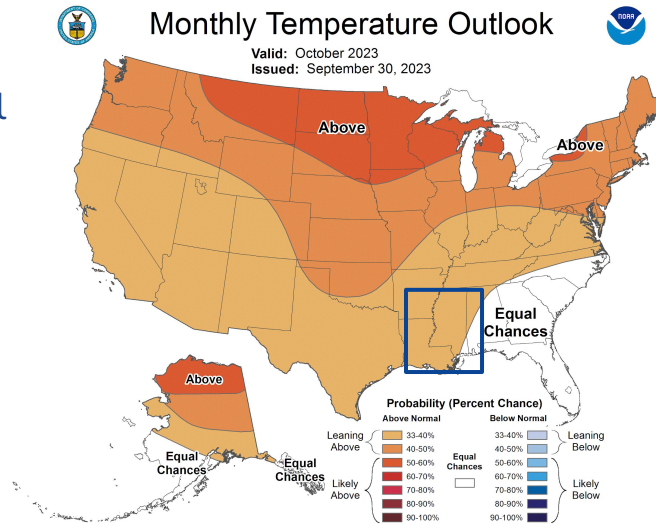 NOAA
Monthly Temperature Outlook
Valid: October 2023
Issued: September 30, 2023
Above
Above
Equal
Chances
Above
Equal
Chances
Equal
Chances
Probability (Percent Chance)
Above Normal
Below Normal
Leaning
Above
33-40%
40-50%
Likely
Above
50-60%
60-70%
70-80%
80-90%
90-100%
Equal
Chances
33-40%
40-50%
Leaning
Below
50-60%
60-70%
70-80%
80-90%
90-100%
Likely
Below